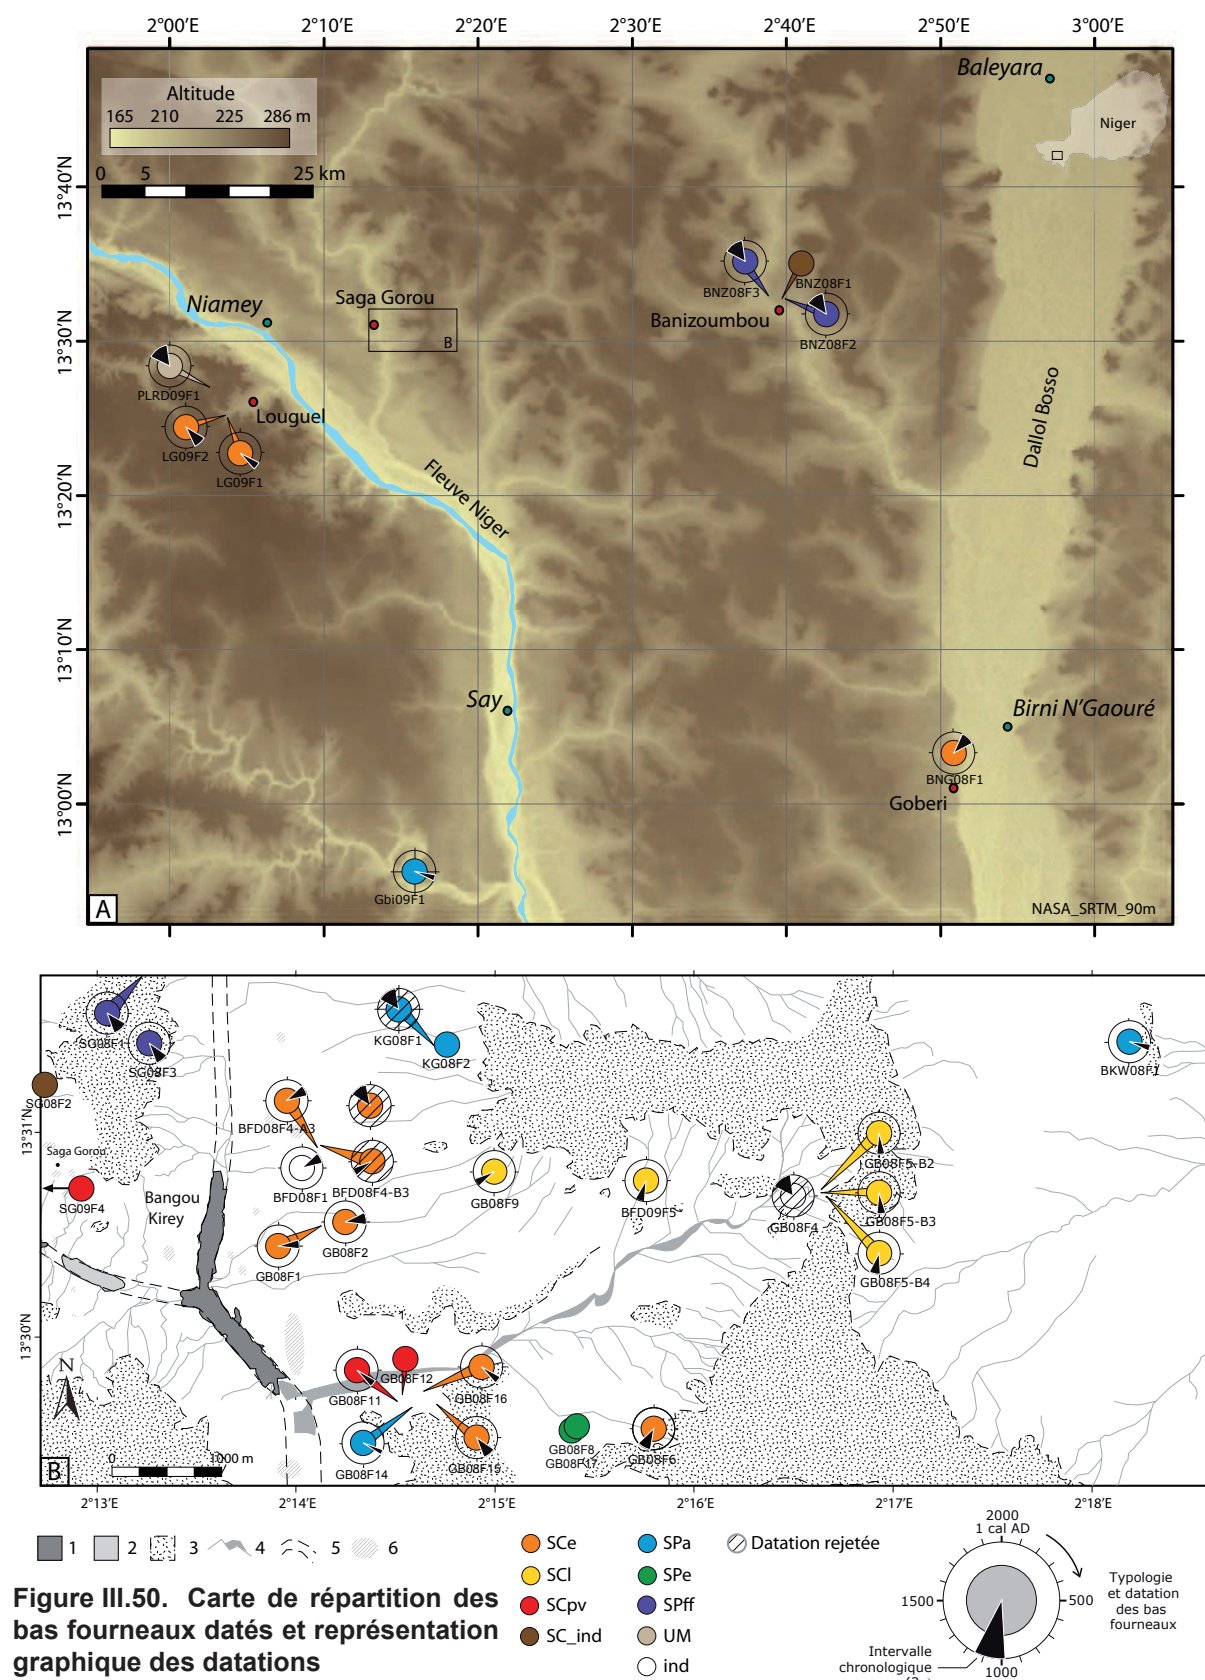 2°00'E 2°10'E 2°20'E 2°30'E 2°40'E 2°50'E 3°00'E
Baleyara
Altitude
165 210 225 286 m
Niger
0 5 25 km
13°40'N
BNZ08F3
BNZ08F1
Banizoumbou
BNZ08F2
Niamey
Saga Gorou
B
13°30'N
PLRD09F1
Louguel
LG09F2
LG09F1
Dallol Bosso
Fleuve Niger
13°20'N
13°10'N
Say
Birni N'Gaouré
BNG08F1
Goberi
13°00'N
Gbi09F1
A
NASA_SRTM_90m
SG08F1
SG08F3
KG08F1
KG08F2
BKW08F1
SG08F2
13°31'N
BFD08F4-A3
Saga Gorou
BFD08F1
BFD08F4-B3
GB08F5-B2
SG09F4
Bangou
Kirey
GB08F9
BFD09F5
GB08F4
GB08F5-B3
GB08F2
GB08F1
GB08F5-B4
13°30'N
N
GB08F12
GB08F11
GB08F16
GB08F8
GB08F17
GB08F6
GB08F14
GB08F15
0 1000 m
B
2°13'E 2°14'E 2°15'E 2°16'E 2°17'E 2°18'E
1 2 3 4 5 6
SCe
SCl
SCpv
SC_ind
SPa
SPe
SPff
UM
ind
Datation rejetée
2000
1 cal AD
500
1000
1500
Typologie
et datation
des bas
fourneaux
Intervalle
chronologique
Figure III.50. Carte de répartition des
bas fourneaux datés et représentation
graphique des datations